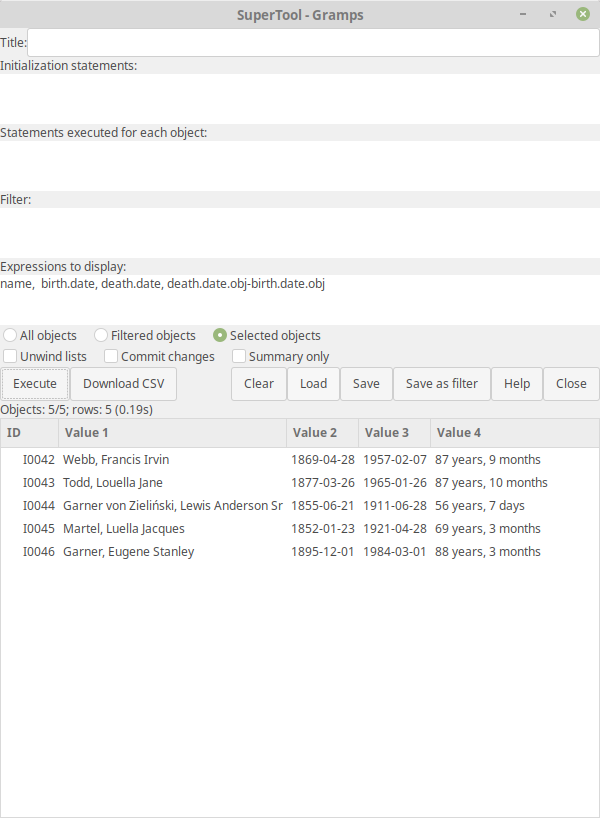 SuperTool - Gramps
Title:
Initialization statements:
Statements executed for each object:
Filter:
Expressions to display:
name,  birth.date, death.date, death.date.obj-birth.date.obj
All objects Filtered objects Selected objects
Unwind lists Commit changes Summary only
Execute Download CSV Clear Load Save Save as filter Help Close
Objects: 5/5; rows: 5 (0.19s)
ID Value 1 Value 2 Value 3 Value 4
I0042 Webb, Francis Irvin 1869-04-28 1957-02-07 87 years, 9 months
I0043 Todd, Louella Jane 1877-03-26 1965-01-26 87 years, 10 months
I0044 Garner von Zieliński, Lewis Anderson Sr 1855-06-21 1911-06-28 56 years, 7 days
I0045 Martel, Luella Jacques 1852-01-23 1921-04-28 69 years, 3 months
I0046 Garner, Eugene Stanley 1895-12-01 1984-03-01 88 years, 3 months